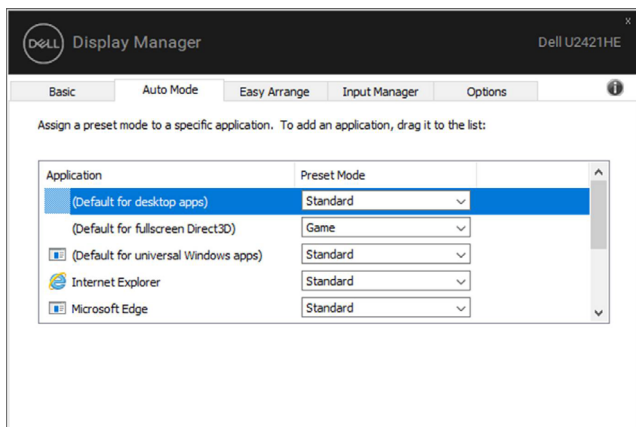 x
DELL Display Manager Dell U2421HE
Basic Auto Mode Easy Arrange Input Manager Options i
Assign a preset mode to a specific application. To add an application, drag it to the list:
Application Preset Mode
(Default for desktop apps) Standard
(Default for fullscreen Direct3D) Game
(Default for universal Windows apps) Standard
Internet Explorer Standard
Microsoft Edge Standard